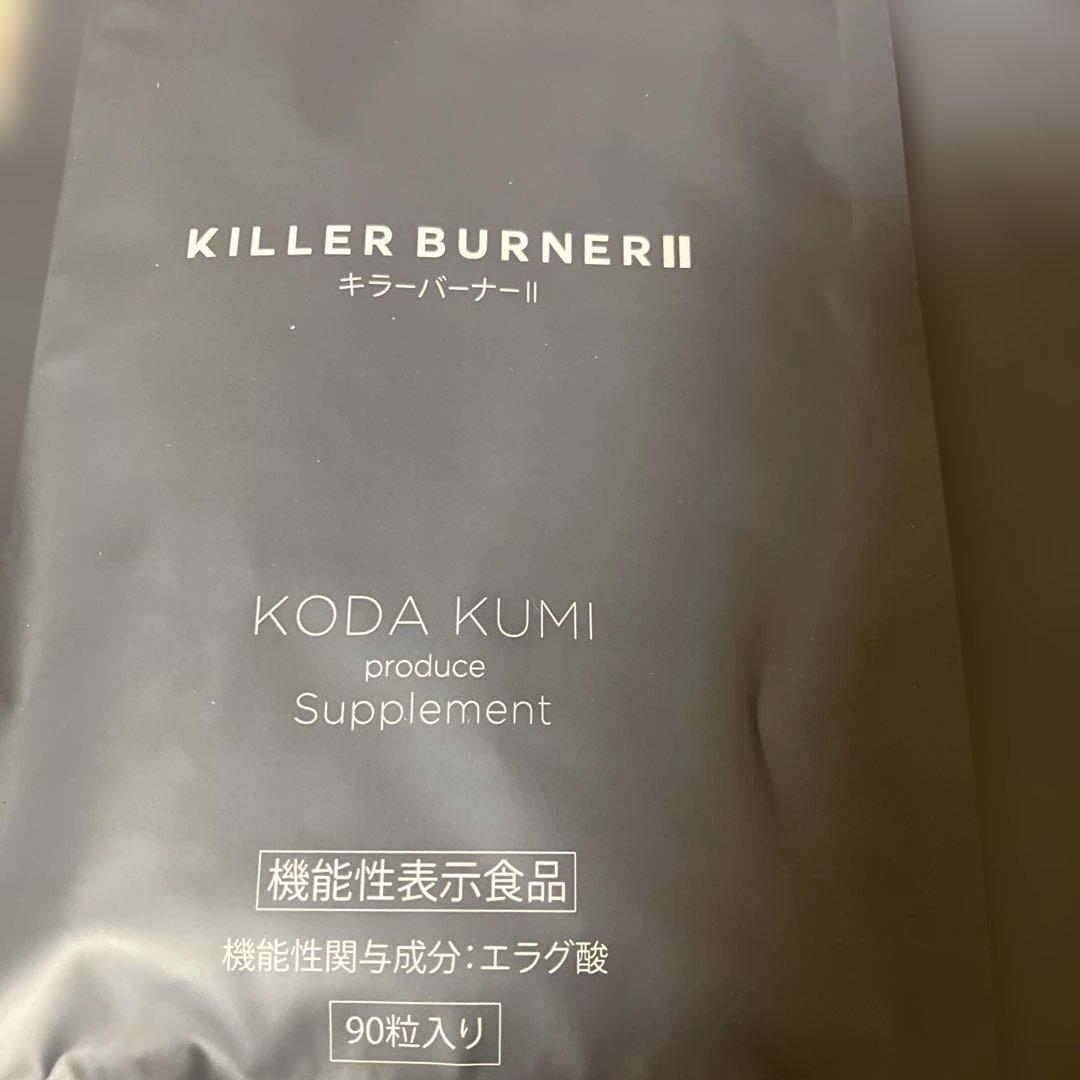 KILLER BURNERⅡ
キラーバーナーⅡ
KODA KUMI
produce
Supplement
機能性表示食品
機能性関与成分:エラグ酸
90粒入り